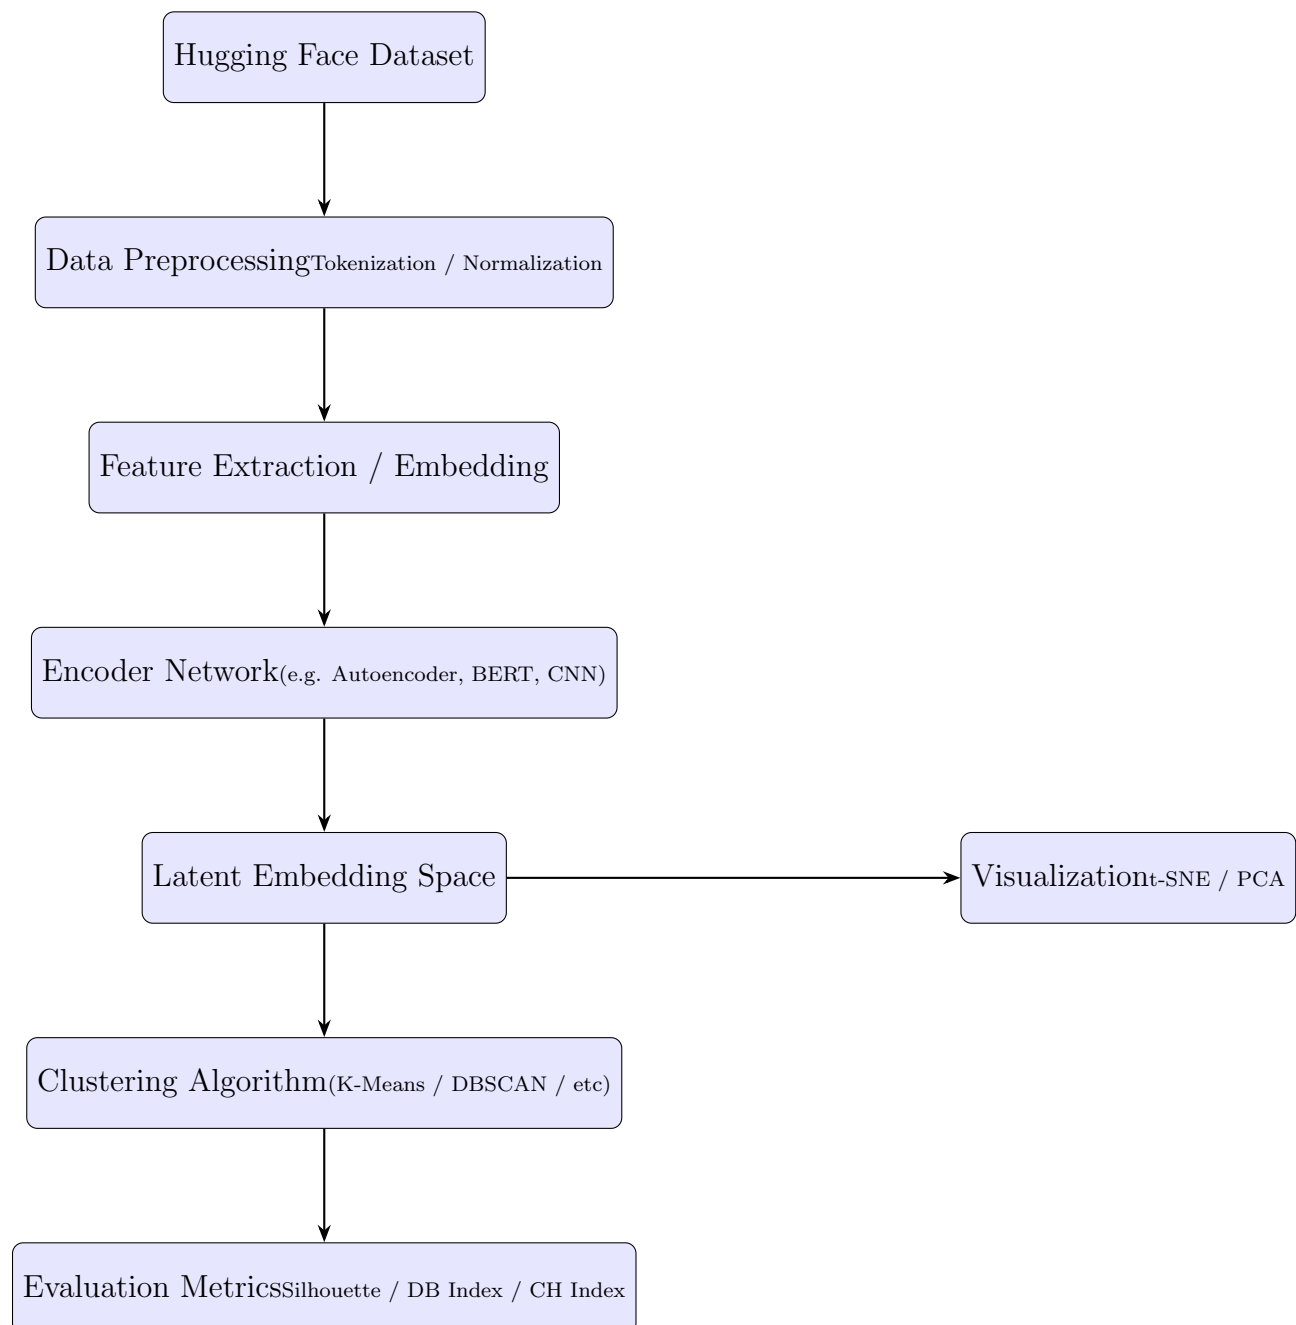 Hugging Face Dataset
Data PreprocessingTokenization / Normalization
Feature Extraction / Embedding
Encoder Network(e.g. Autoencoder, BERT, CNN)
Latent Embedding Space
Visualizationt-SNE / PCA
Clustering Algorithm(K-Means / DBSCAN / etc)
Evaluation MetricsSilhouette / DB Index / CH Index